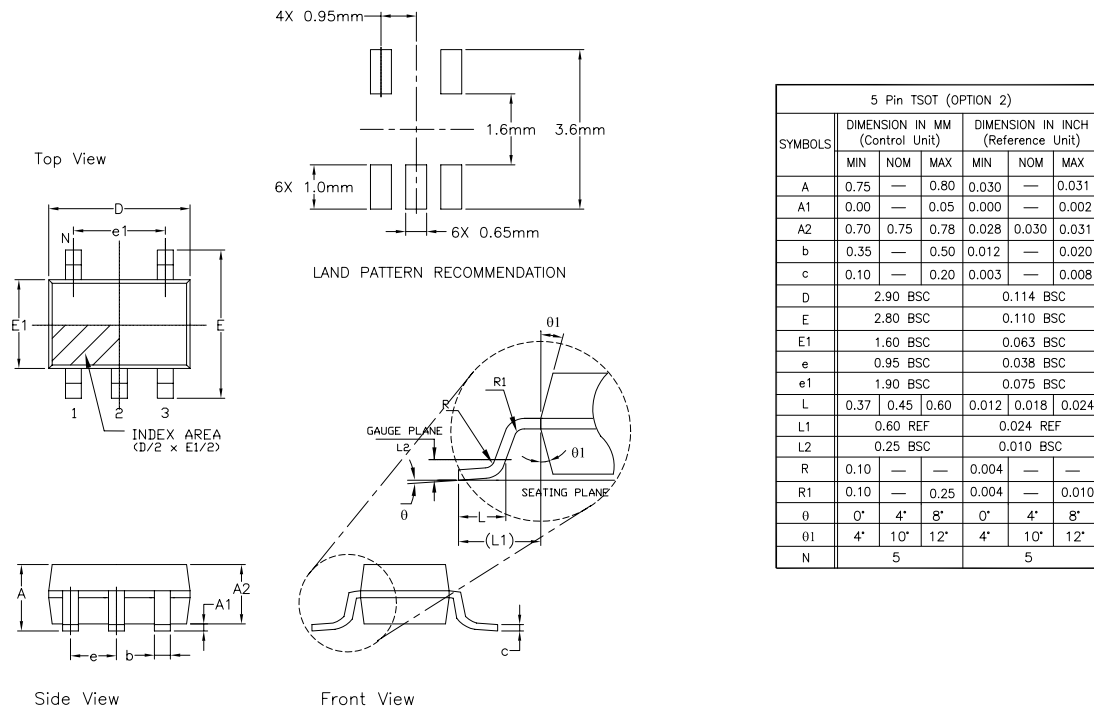 4X 0.95mm
1.6mm 3.6mm
6X 1.0mm
6X 0.65mm
LAND PATTERN RECOMMENDATION
Top View
D
N e1
E1 E
1 2 3
INDEX AREA
(D/2 x E1/2)
θ1
R1
R
GAUGE PLANE
L2
θ1
SEATING PLANE
θ
L
(L1)
A A2
A1
e b
c
Side View
Front View
5 Pin TSOT (OPTION 2)
SYMBOLS DIMENSION IN MM (Control Unit) DIMENSION IN INCH (Reference Unit)
MIN NOM MAX MIN NOM MAX
A 0.75 — 0.80 0.030 — 0.031
A1 0.00 — 0.05 0.000 — 0.002
A2 0.70 0.75 0.78 0.028 0.030 0.031
b 0.35 — 0.50 0.012 — 0.020
c 0.10 — 0.20 0.003 — 0.008
D 2.90 BSC 0.114 BSC
E 2.80 BSC 0.110 BSC
E1 1.60 BSC 0.063 BSC
e 0.95 BSC 0.038 BSC
e1 1.90 BSC 0.075 BSC
L 0.37 0.45 0.60 0.012 0.018 0.024
L1 0.60 REF 0.024 REF
L2 0.25 BSC 0.010 BSC
R 0.10 — — 0.004 — —
R1 0.10 — 0.25 0.004 — 0.010
θ 0° 4° 8° 0° 4° 8°
θ1 4° 10° 12° 4° 10° 12°
N 5 5